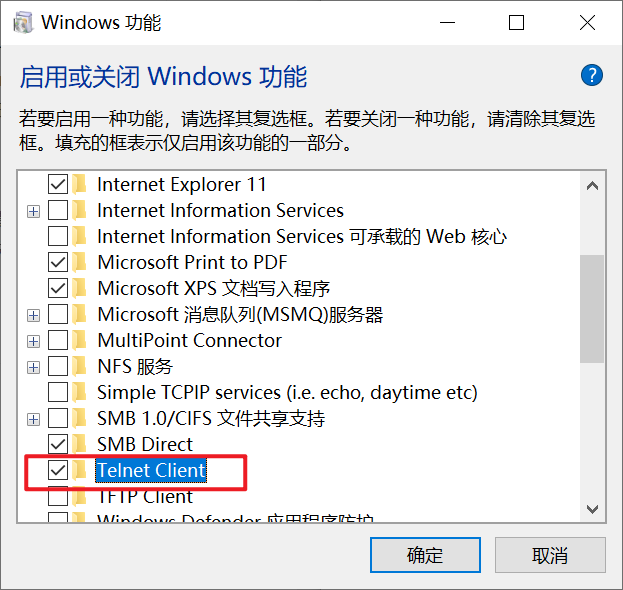 Windows 功能
启用或关闭 Windows 功能
?
若要启用一种功能，请选择其复选框。若要关闭一种功能，请清除其复选
框。填充的框表示仅启用该功能的一部分。
Internet Explorer 11
Internet Information Services
Internet Information Services 可承载的 Web 核心
Microsoft Print to PDF
Microsoft XPS 文档写入程序
Microsoft 消息队列(MSMQ)服务器
MultiPoint Connector
NFS 服务
Simple TCPIP services (i.e. echo, daytime etc)
SMB 1.0/CIFS 文件共享支持
SMB Direct
Telnet Client
TFTP Client
Windows Defender 应用程序防护
确定
取消